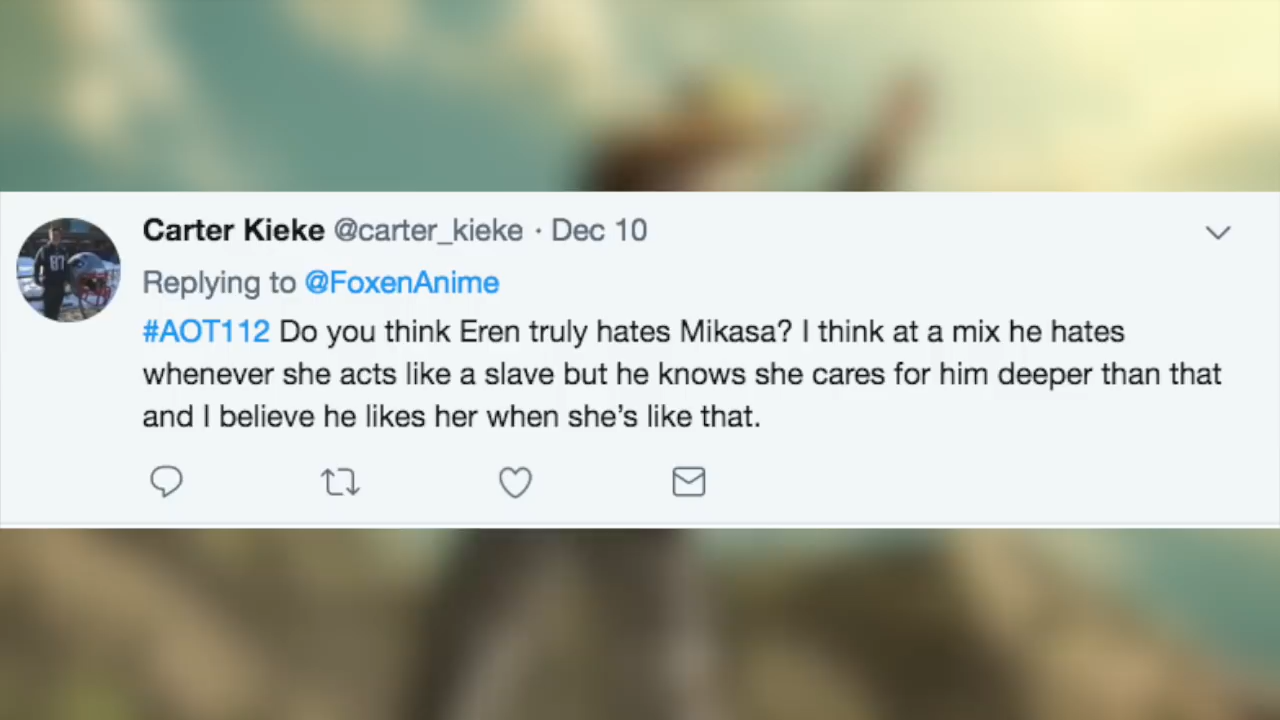 Carter Kieke @carter_kieke · Dec 10
Replying to @FoxenAnime
#AOT112 Do you think Eren truly hates Mikasa? I think at a mix he hates
whenever she acts like a slave but he knows she cares for him deeper than that
and I believe he likes her when she’s like that.
87